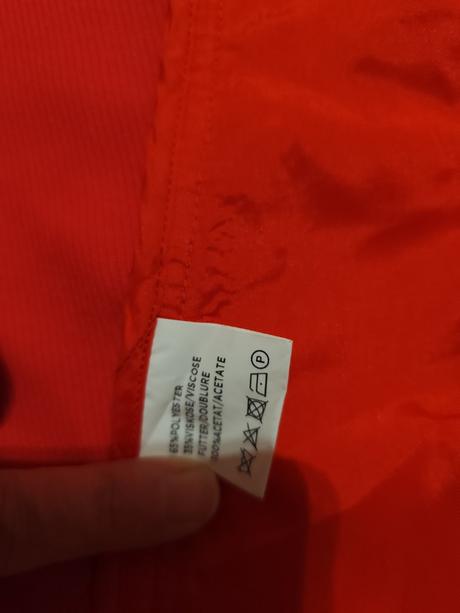 65%POLYESTER
35%VISKOSE/VISCOSE
FUTTER/DOUBLURE
100%ACETAT/ACETATE
P